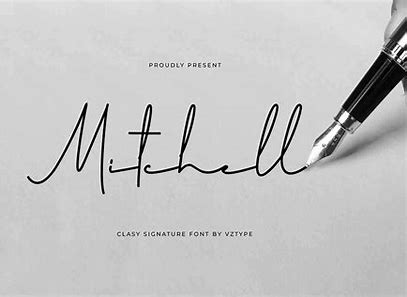 PROUDLY PRESENT
Mitchell
CLASY SIGNATURE FONT BY VZTYPE